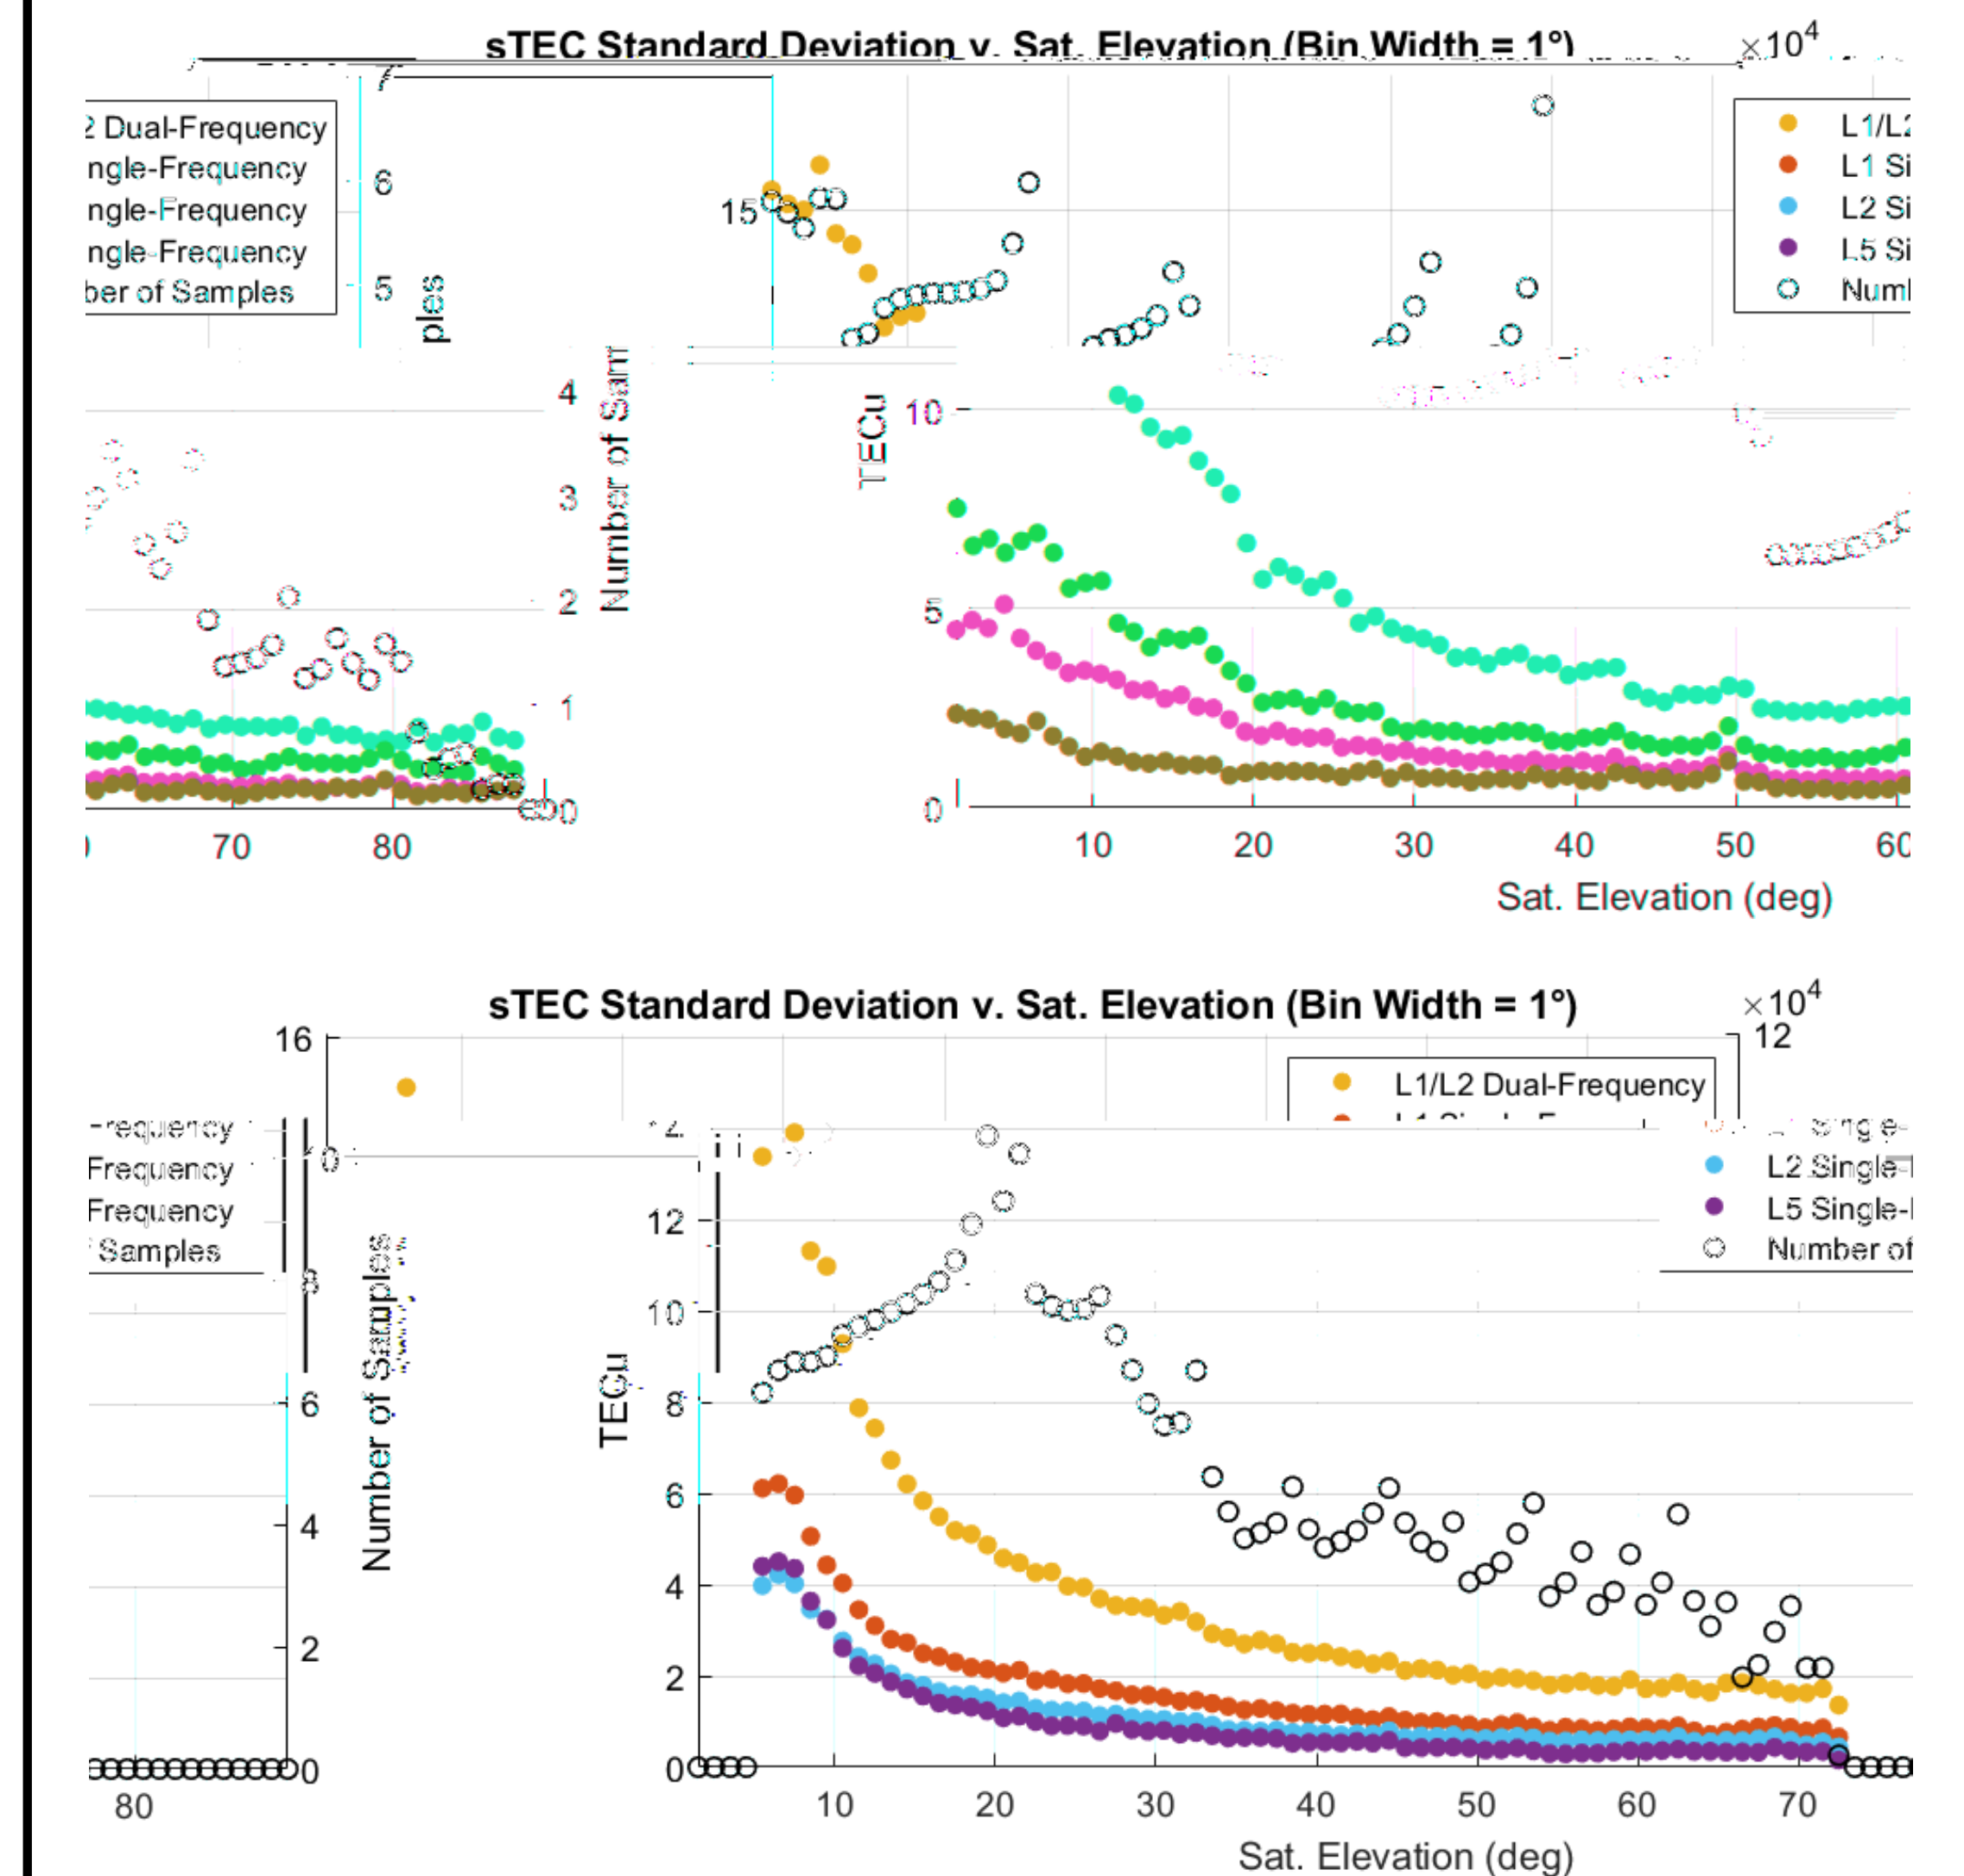 sTEC Standard Deviation v. Sat. Elevation (Bin Width = 1°)
×10⁴
7
2 Dual-Frequency
ngle-Frequency
ngle-Frequency
ngle-Frequency
ber of Samples
6
5
ples
15
L1/L2
L1 Si
L2 Si
L5 Si
Numb
4
3
2
1
0
Number of Sam
TECu
10
5
0
70
80
10
20
30
40
50
60
Sat. Elevation (deg)
sTEC Standard Deviation v. Sat. Elevation (Bin Width = 1°)
×10⁴
16
12
L1/L2 Dual-Frequency
Frequency
Frequency
Frequency
Samples
8
6
4
2
0
Number of Samples
TECu
12
10
8
6
4
2
0
L2 Single-
L5 Single-
Number of
80
10
20
30
40
50
60
70
Sat. Elevation (deg)